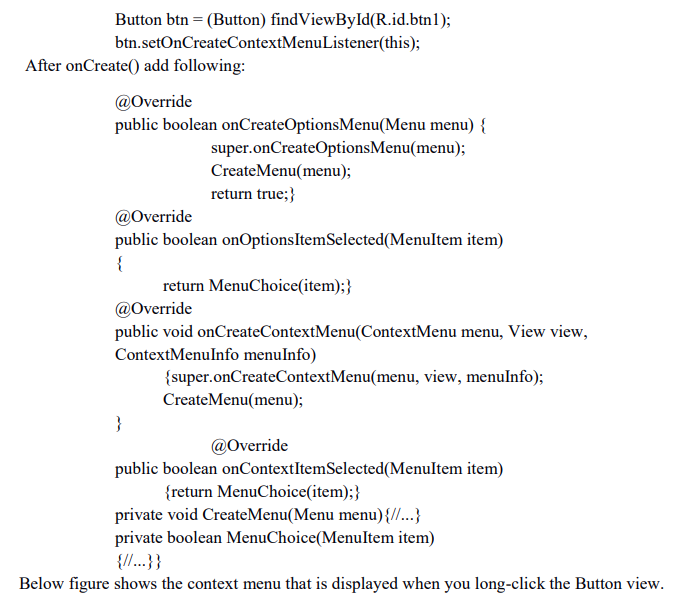 Button btn = (Button) findViewById(R.id.btn1);
btn.setOnCreateContextMenuListener(this);
After onCreate() add following:
@Override
public boolean onCreateOptionsMenu(Menu menu) {
super.onCreateOptionsMenu(menu);
CreateMenu(menu);
return true;}
@Override
public boolean onOptionsItemSelected(MenuItem item)
{
return MenuChoice(item);}
@Override
public void onCreateContextMenu(ContextMenu menu, View view,
ContextMenuInfo menuInfo)
{super.onCreateContextMenu(menu, view, menuInfo);
CreateMenu(menu);
}
@Override
public boolean onContextItemSelected(MenuItem item)
{return MenuChoice(item);}
private void CreateMenu(Menu menu){//...}
private boolean MenuChoice(MenuItem item)
{//...}}
Below figure shows the context menu that is displayed when you long-click the Button view.